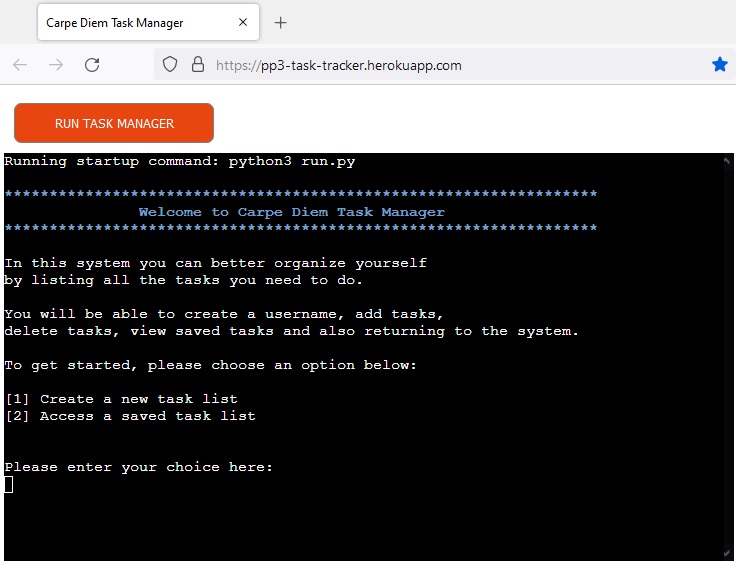 Carpe Diem Task Manager
https://pp3-task-tracker.herokuapp.com
RUN TASK MANAGER
Running startup command: python3 run.py
******************************************************************
Welcome to Carpe Diem Task Manager
******************************************************************
In this system you can better organize yourself
by listing all the tasks you need to do.
You will be able to create a username, add tasks,
delete tasks, view saved tasks and also returning to the system.
To get started, please choose an option below:
[1] Create a new task list
[2] Access a saved task list
Please enter your choice here: